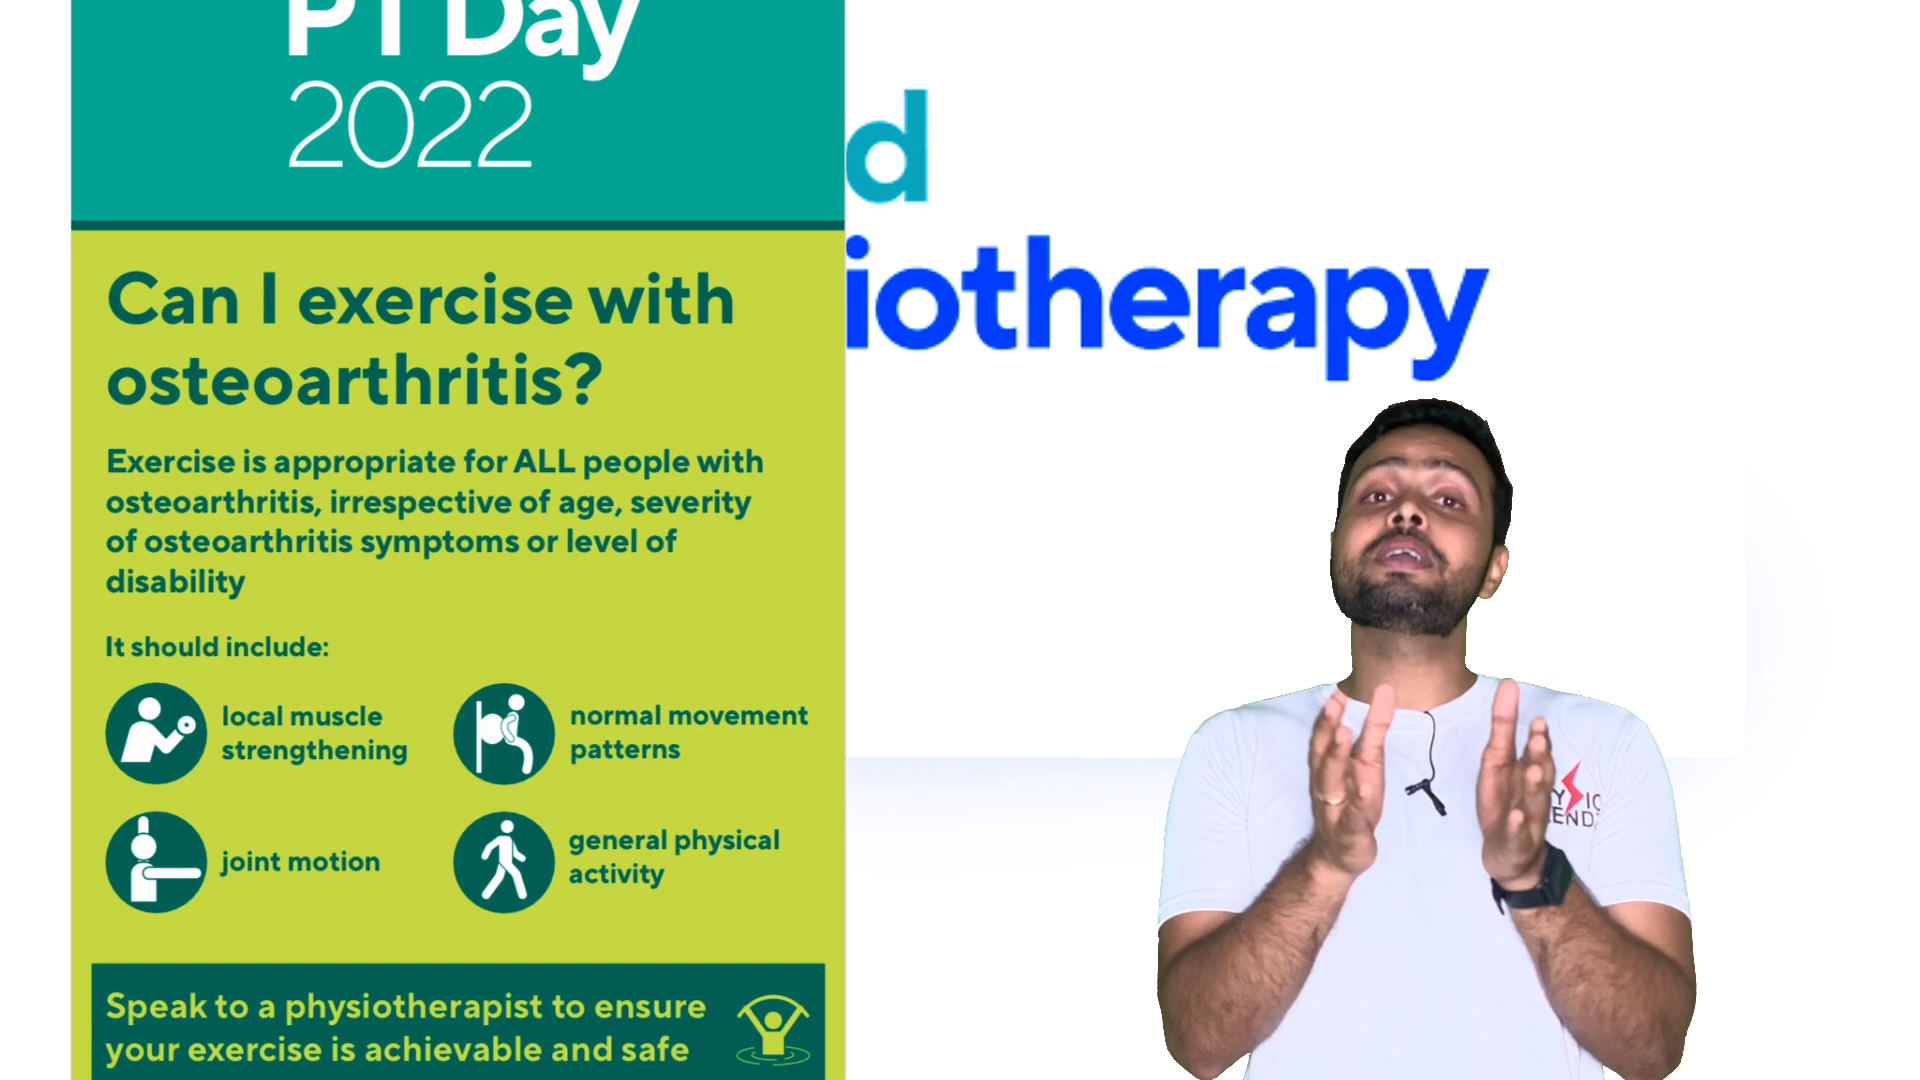 PT Day
2022
d
iotherapy
Can I exercise with
osteoarthritis?
Exercise is appropriate for ALL people with
osteoarthritis, irrespective of age, severity
of osteoarthritis symptoms or level of
disability
It should include:
local muscle
strengthening
normal movement
patterns
joint motion
general physical
activity
Speak to a physiotherapist to ensure
your exercise is achievable and safe